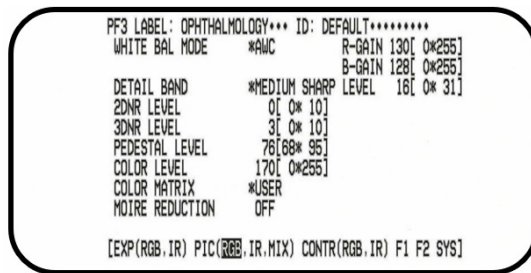 PF3 LABEL: OPHTHALMOLOGY*** ID: DEFAULT*********
WHITE BAL MODE *AWC R-GAIN 130[ 0*255]
B-GAIN 128[ 0*255]
DETAIL BAND *MEDIUM SHARP LEVEL 16[ 0* 31]
2DNR LEVEL 0[ 0* 10]
3DNR LEVEL 3[ 0* 10]
PEDESTAL LEVEL 76[68* 95]
COLOR LEVEL 170[ 0*255]
COLOR MATRIX *USER
MOIRE REDUCTION OFF
[EXP(RGB,IR) PIC(RGB,IR,MIX) CONTR(RGB,IR) F1 F2 SYS]